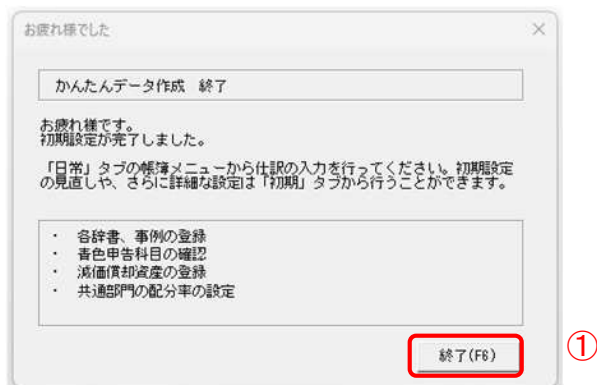 お疲れ様でした
かんたんデータ作成 終了
お疲れ様です。
初期設定が完了しました。
「日常」タブの帳簿メニューから仕訳の入力を行ってください。初期設定
の見直しや、さらに詳細な設定は「初期」タブから行うことができます。
・ 各辞書、事例の登録
・ 青色申告科目の確認
・ 減価償却資産の登録
・ 共通部門の配分率の設定
終了(F6)
①